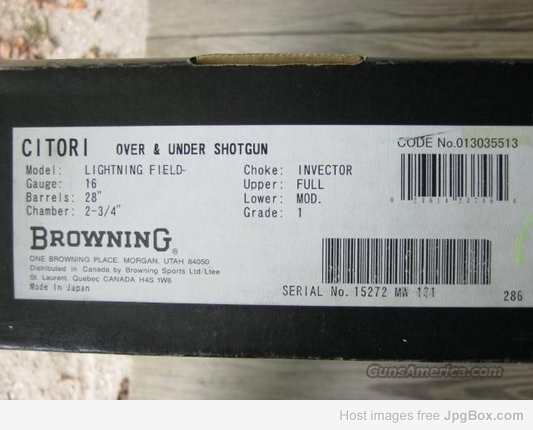 CITORI OVER & UNDER SHOTGUN
CODE No.013035513
Model: LIGHTNING FIELD-
Gauge: 16
Barrels: 28"
Chamber: 2-3/4"
Choke: INVECTOR
Upper: FULL
Lower: MOD.
Grade: 1
BROWNING®
ONE BROWNING PLACE, MORGAN, UTAH 84050
Distributed in Canada by Browning Sports Ltd/Ltee
St. Laurent, Quebec CANADA H4S 1W6
Made in Japan
SERIAL No. 15272 MW 181
286
GunsAmerica.com
Host images free JpgBox.com